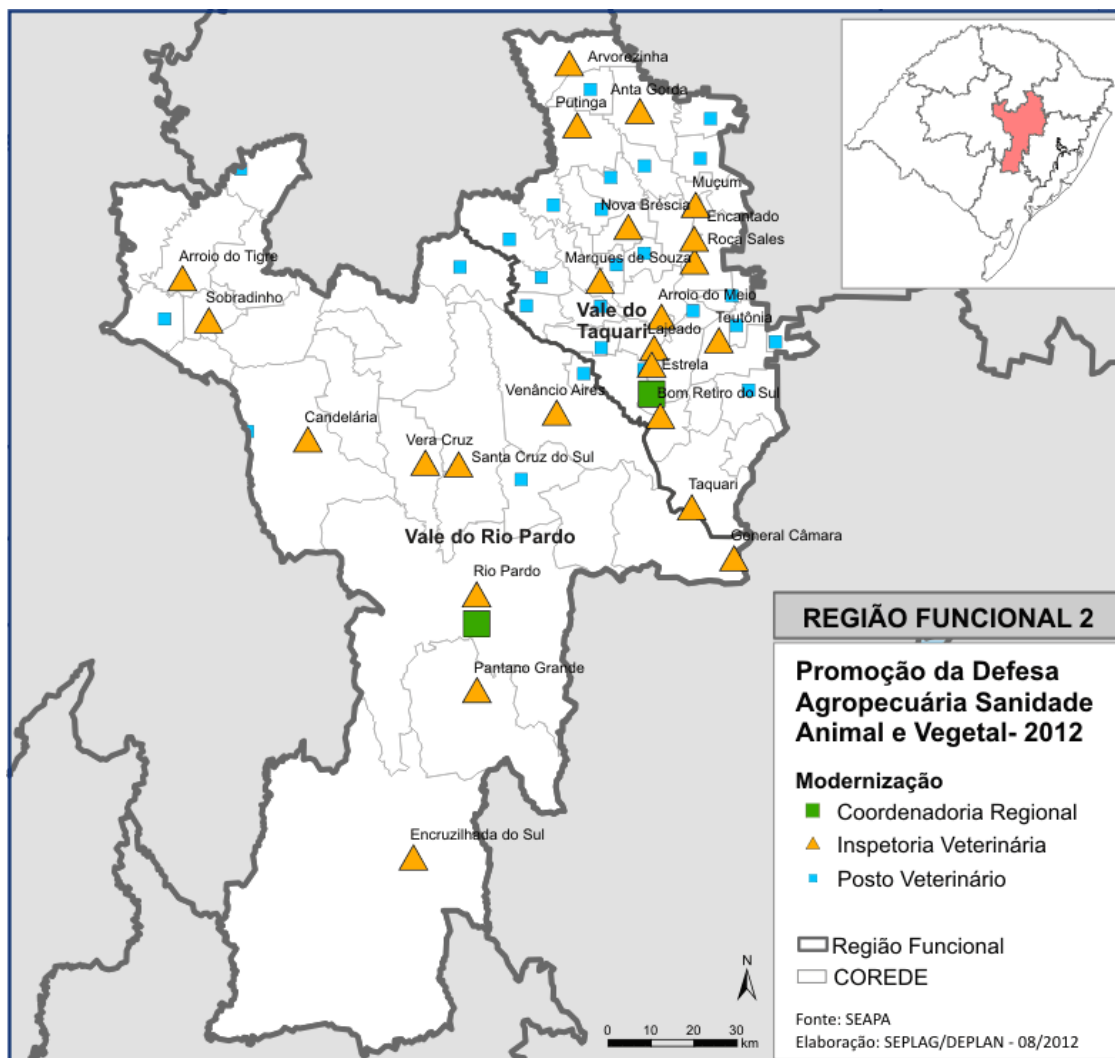 Arvorezinha
Anta Gorda
Putinga
Muçum
Nova Bréscia
Encantado
Roca Sales
Arroio do Tigre
Marques de Souza
Sobradinho
Arroio do Meio
Vale do
Taquari
Teutônia
Lajeado
Estrela
Venâncio Aires
Bom Retiro do Sul
Candelária
Vera Cruz
Santa Cruz do Sul
Taquari
Vale do Rio Pardo
General Câmara
Rio Pardo
Pantano Grande
Encruzilhada do Sul
REGIÃO FUNCIONAL 2
Promoção da Defesa
Agropecuária Sanidade
Animal e Vegetal- 2012
Modernização
Coordenadoria Regional
Inspetoria Veterinária
Posto Veterinário
Região Funcional
COREDE
N
0 10 20 30
km
Fonte: SEAPA
Elaboração: SEPLAG/DEPLAN - 08/2012